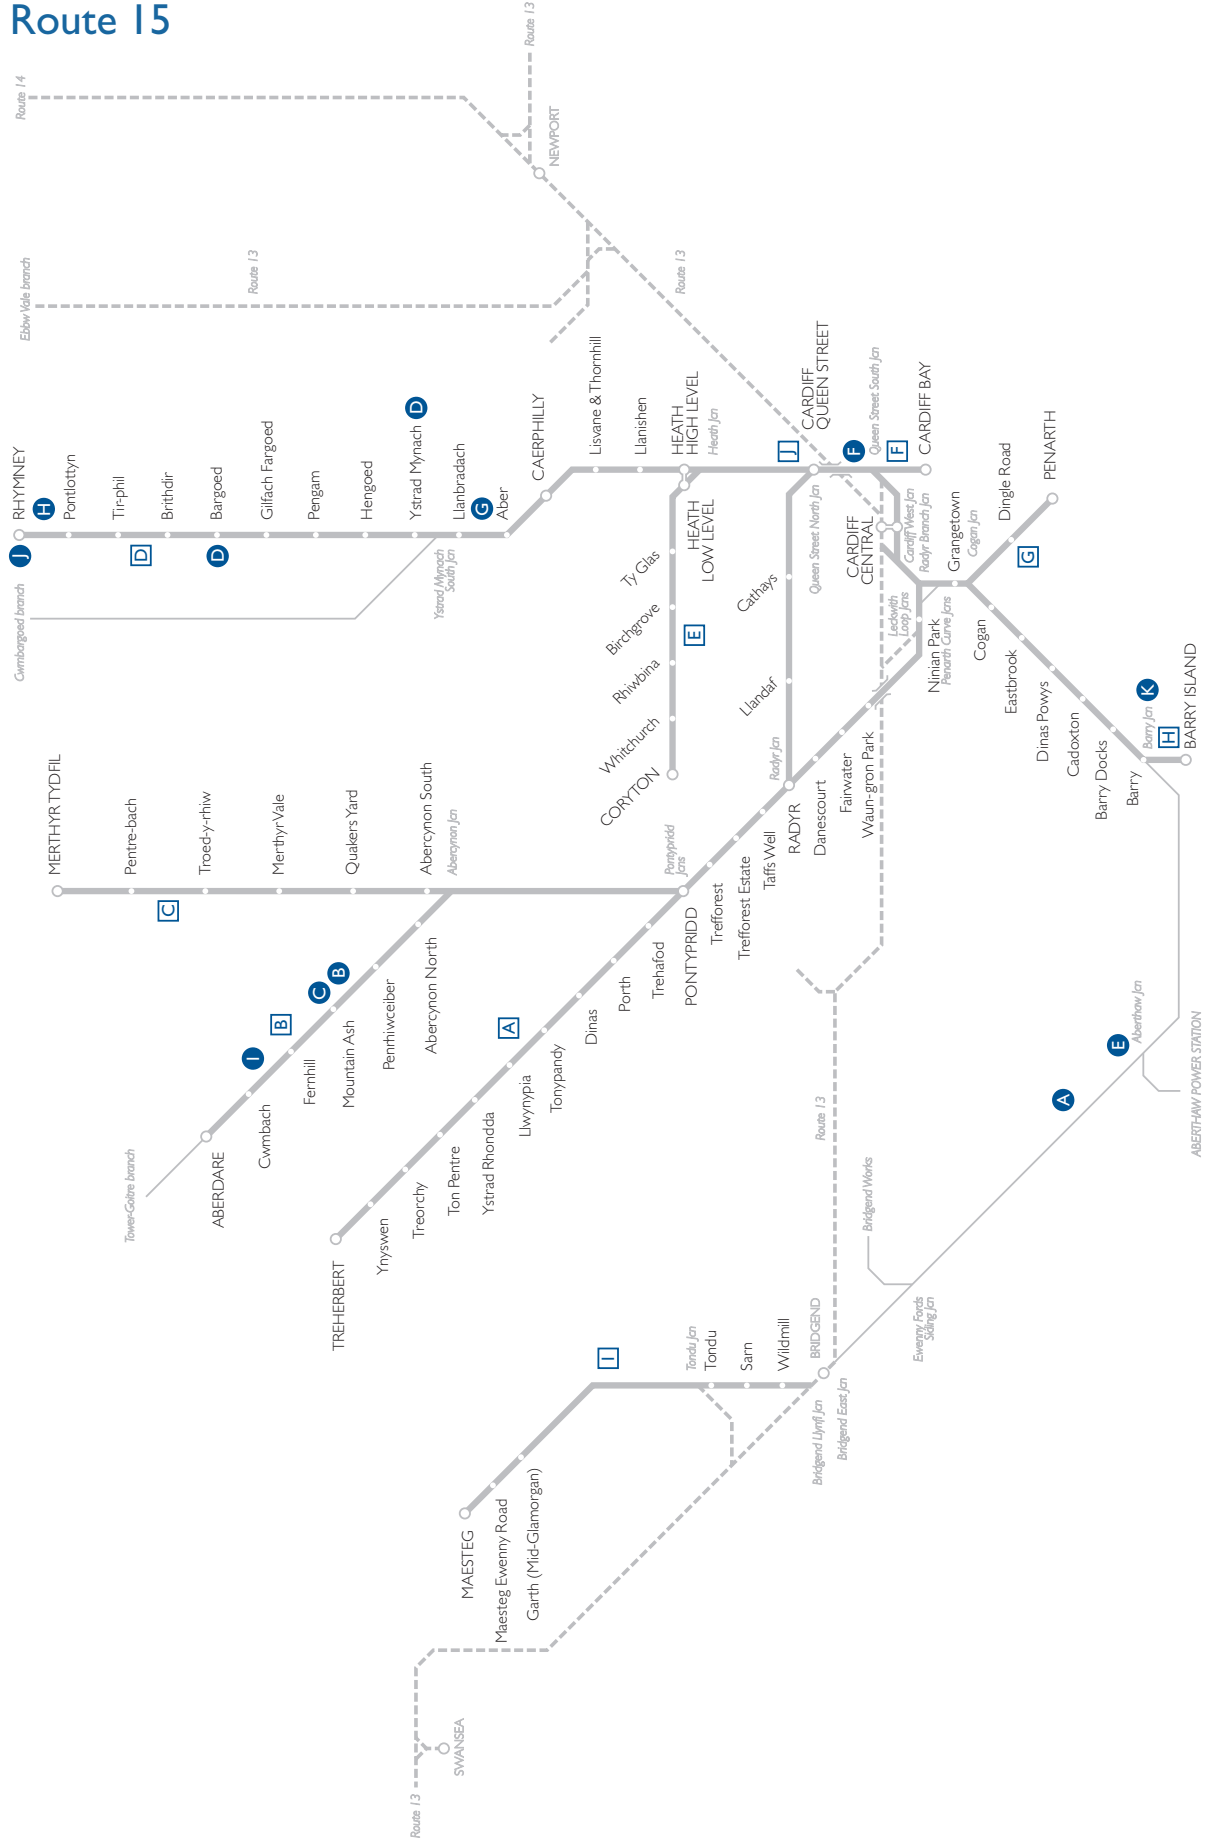 Route 15
Route 14
Route 13
NEWPORT
Ebbw Vale branch
Route 13
Route 13
RHYMNEY
J
H
Pontlottyn
Tir-phil
D
Brithdir
Bargoed
D
Gilfach Fargoed
Pengam
Hengoed
Ystrad Mynach
D
Llanbradach
G
Aber
Ystrad Mynach
South Jcn
Cwmbargoed branch
CAERPHILLY
Lisvane & Thornhill
Llanishen
HEATH
HIGH LEVEL
Heath Jcn
HEATH
LOW LEVEL
Ty Glas
Birchgrove
E
Rhiwbina
Whitchurch
CORYTON
CARDIFF
QUEEN STREET
J
F
Queen Street South Jcn
F
CARDIFF BAY
Queen Street North Jcn
Cathays
Llandaf
Radyr Jcn
RADYR
CARDIFF
CENTRAL
Cardiff West Jcn
Radyr Branch Jcn
Leckwith
Loop Jcns
Penarth Curve Jcns
Ninian Park
Grangetown
Cogan Jcn
Dingle Road
G
PENARTH
Cogan
Eastbrook
Dinas Powys
Cadoxton
Barry Docks
Barry
Barry Jcn
K
H
BARRY ISLAND
Waun-gron Park
Fairwater
Danescourt
Taffs Well
Trefforest Estate
Trefforest
PONTYPRIDD
Pontypridd
Jcns
MERTHYR TYDFIL
Pentre-bach
C
Troed-y-rhiw
Merthyr Vale
Quakers Yard
Abercynon South
Abercynon Jcn
Abercynon North
Penrhiwceiber
Mountain Ash
C
B
B
Fernhill
I
Cwmbach
ABERDARE
Tower-Goitre branch
Trehafod
Porth
Dinas
Tonypandy
A
Llwynypia
Ystrad Rhondda
Ton Pentre
Treorchy
Ynyswen
TREHERBERT
Route 13
A
E
Aberthaw Jcn
ABERTHAW POWER STATION
Bridgend Works
Ewenny Fords
Siding Jcn
BRIDGEND
Bridgend Llynfi Jcn
Bridgend East Jcn
Wildmill
Sarn
Tondu
Tondu Jcn
I
Garth (Mid-Glamorgan)
Maesteg Ewenny Road
MAESTEG
SWANSEA
Route 13